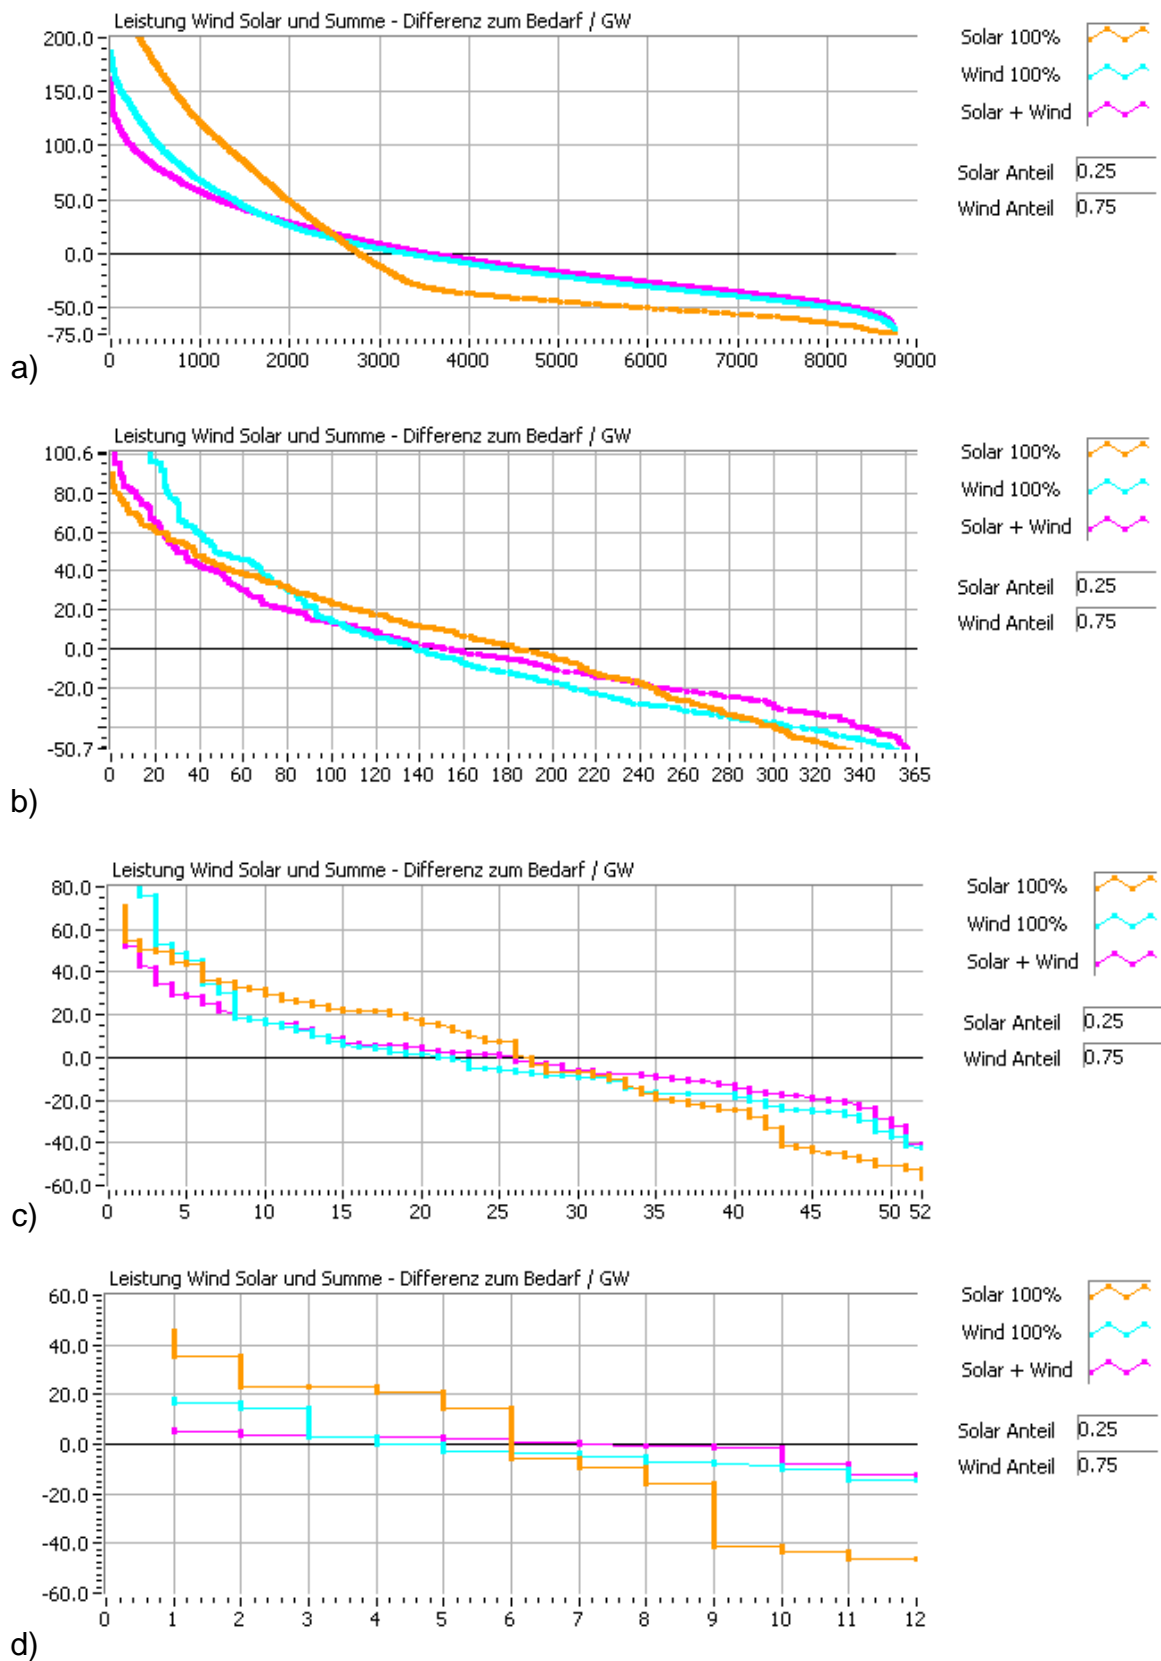 Leistung Wind Solar und Summe - Differenz zum Bedarf / GW
200.0
150.0
100.0
50.0
0.0
-50.0
-75.0
0 1000 2000 3000 4000 5000 6000 7000 8000 9000
Solar 100%
Wind 100%
Solar + Wind
Solar Anteil 0.25
Wind Anteil 0.75
a)
Leistung Wind Solar und Summe - Differenz zum Bedarf / GW
100.6
80.0
60.0
40.0
20.0
0.0
-20.0
-50.7
0 20 40 60 80 100 120 140 160 180 200 220 240 260 280 300 320 340 365
Solar 100%
Wind 100%
Solar + Wind
Solar Anteil 0.25
Wind Anteil 0.75
b)
Leistung Wind Solar und Summe - Differenz zum Bedarf / GW
80.0
60.0
40.0
20.0
0.0
-20.0
-40.0
-60.0
0 5 10 15 20 25 30 35 40 45 50 52
Solar 100%
Wind 100%
Solar + Wind
Solar Anteil 0.25
Wind Anteil 0.75
c)
Leistung Wind Solar und Summe - Differenz zum Bedarf / GW
60.0
40.0
20.0
0.0
-20.0
-40.0
-60.0
0 1 2 3 4 5 6 7 8 9 10 11 12
Solar 100%
Wind 100%
Solar + Wind
Solar Anteil 0.25
Wind Anteil 0.75
d)